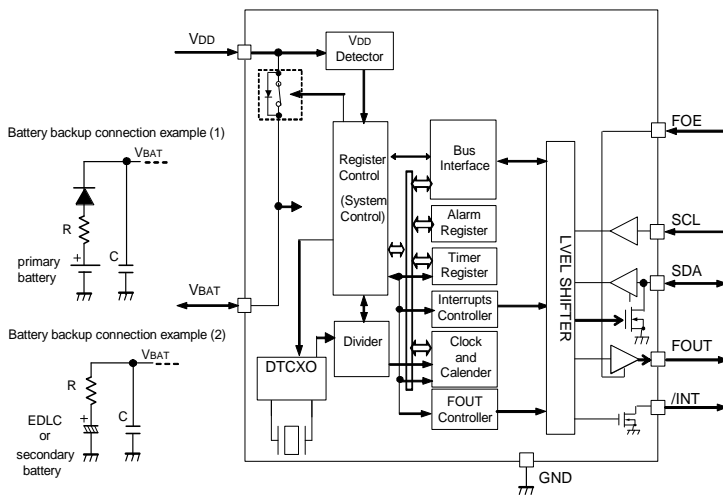 VDD
VDD
Detector
Battery backup connection example (1)
VBAT
R
+
C
primary
battery
VBAT
Battery backup connection example (2)
VBAT
R
+
C
EDLC
or
secondary
battery
Register
Control
(System
Control)
Bus
Interface
Alarm
Register
Timer
Register
Interrupts
Controller
Divider
Clock
and
Calender
DTCXO
FOUT
Controller
LVEL SHIFTER
FOE
SCL
SDA
FOUT
/INT
GND